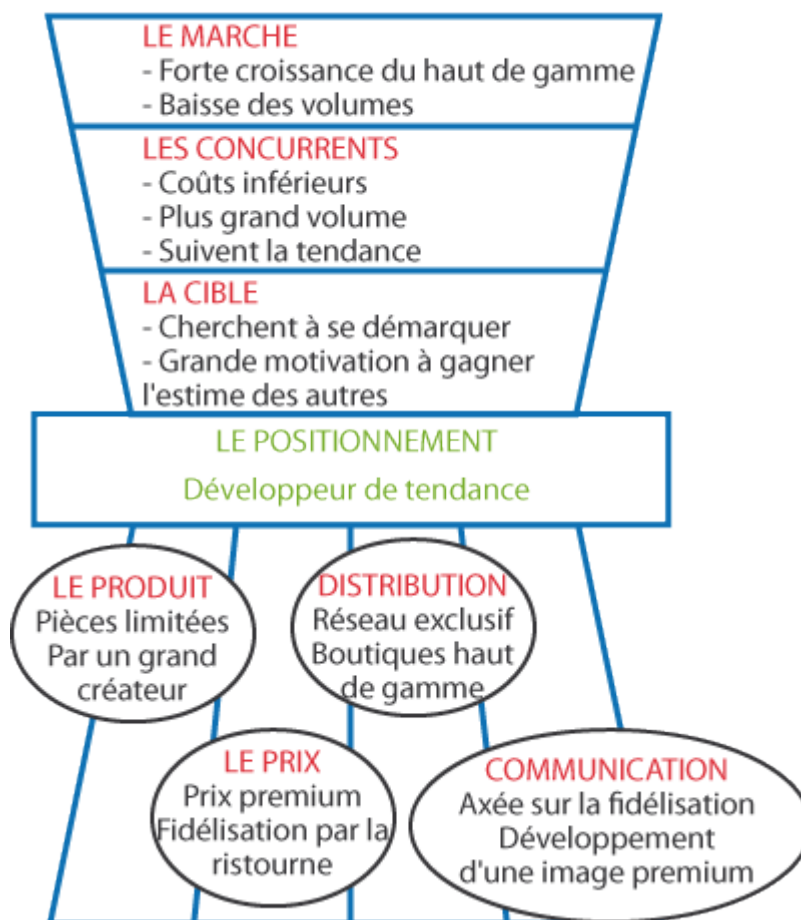 LE MARCHE
- Forte croissance du haut de gamme
- Baisse des volumes
LES CONCURRENTS
- Coûts inférieurs
- Plus grand volume
- Suivent la tendance
LA CIBLE
- Cherchent à se démarquer
- Grande motivation à gagner
l'estime des autres
LE POSITIONNEMENT
Développeur de tendance
LE PRODUIT
Pièces limitées
Par un grand
créateur
DISTRIBUTION
Réseau exclusif
Boutiques haut
de gamme
LE PRIX
Prix premium
Fidélisation par la
ristourne
COMMUNICATION
Axée sur la fidélisation
Développement
d'une image premium